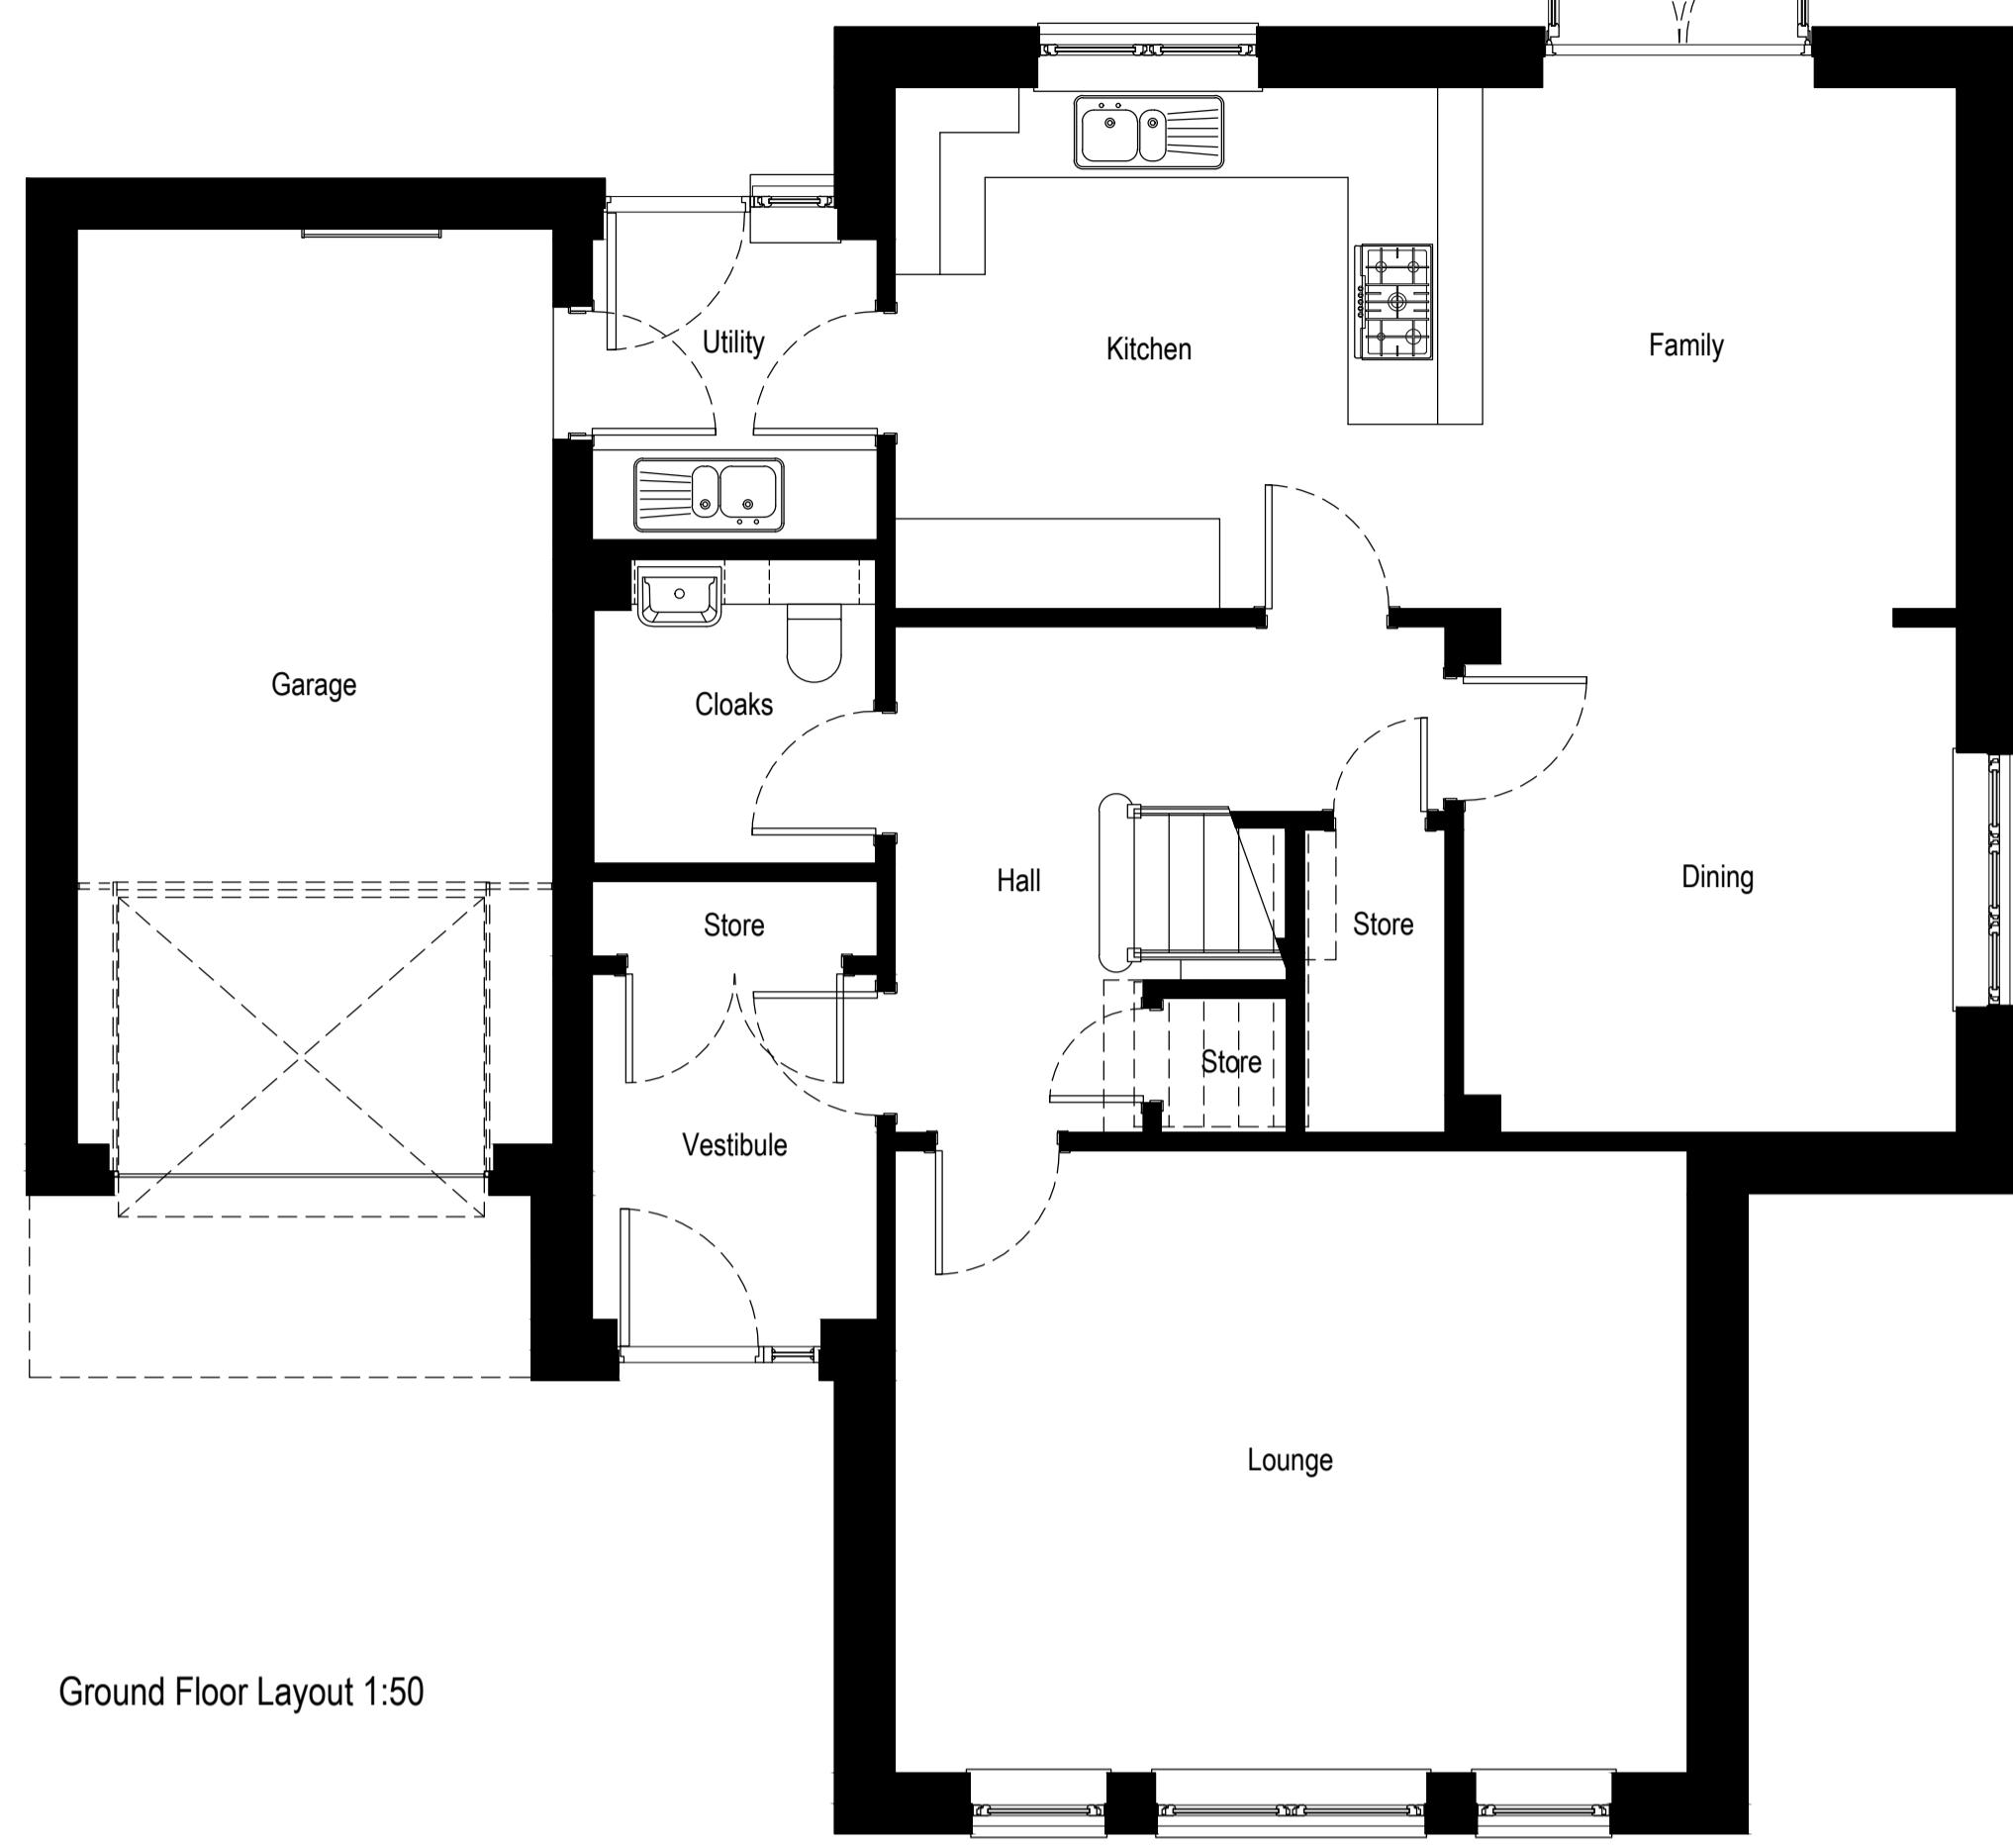 Utility
Kitchen
Family
Garage
Cloaks
Hall
Dining
Store
Store
Store
Vestibule
Lounge
Ground Floor Layout 1:50